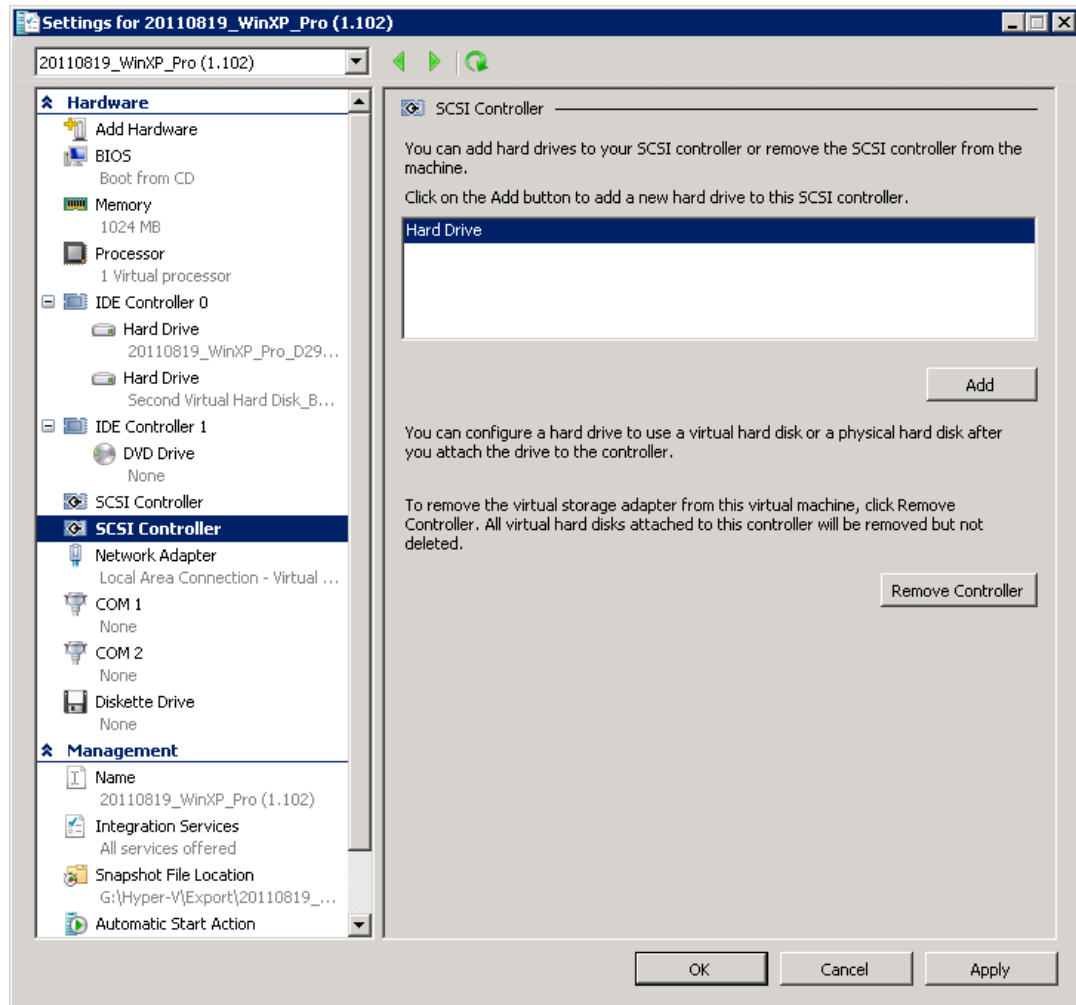 Settings for 20110819_WinXP_Pro (1.102)
20110819_WinXP_Pro (1.102)
Hardware
Add Hardware
BIOS
Boot from CD
Memory
1024 MB
Processor
1 Virtual processor
IDE Controller 0
Hard Drive
20110819_WinXP_Pro_D29...
Hard Drive
Second Virtual Hard Disk_B...
IDE Controller 1
DVD Drive
None
SCSI Controller
SCSI Controller
Network Adapter
Local Area Connection - Virtual ...
COM 1
None
COM 2
None
Diskette Drive
None
Management
Name
20110819_WinXP_Pro (1.102)
Integration Services
All services offered
Snapshot File Location
G:\Hyper-V\Export\20110819_...
Automatic Start Action
SCSI Controller
You can add hard drives to your SCSI controller or remove the SCSI controller from the
machine.
Click on the Add button to add a new hard drive to this SCSI controller.
Hard Drive
Add
You can configure a hard drive to use a virtual hard disk or a physical hard disk after
you attach the drive to the controller.
To remove the virtual storage adapter from this virtual machine, click Remove
Controller. All virtual hard disks attached to this controller will be removed but not
deleted.
Remove Controller
OK
Cancel
Apply